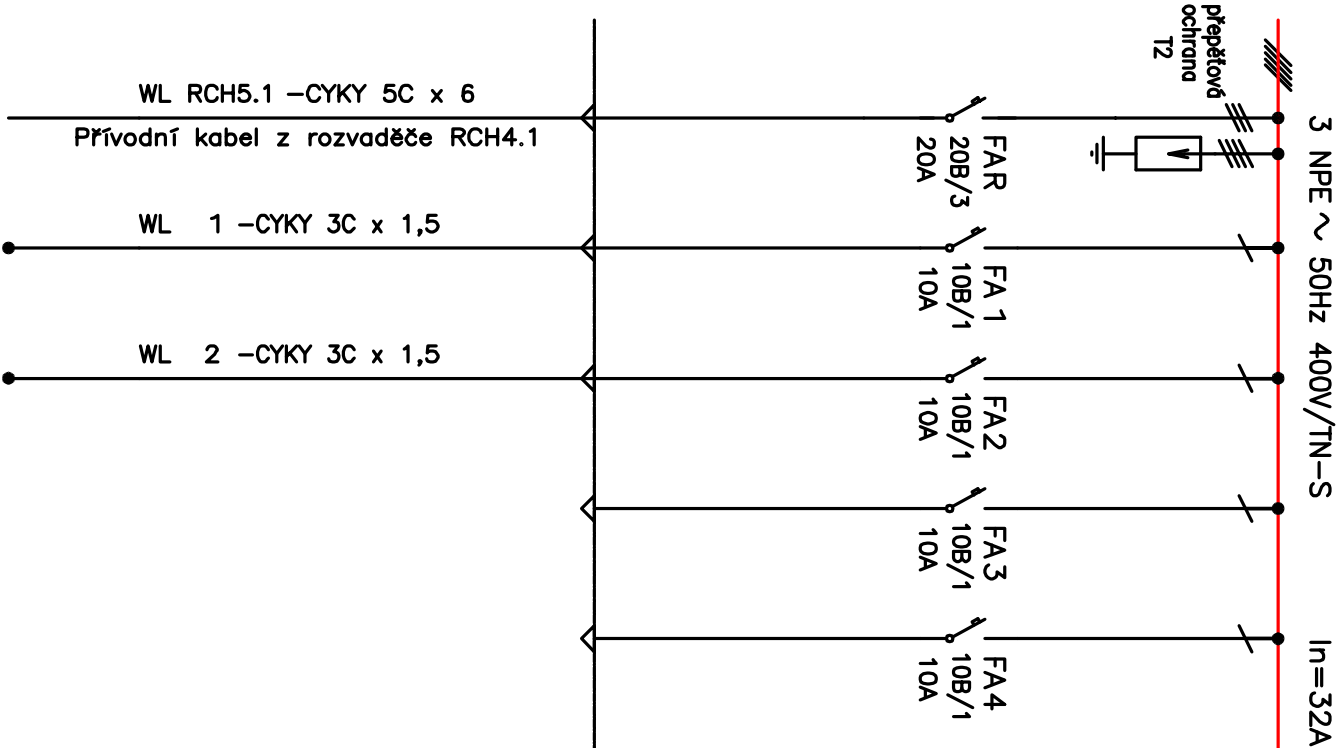 přepěťová
ochrana
T2
3 NPE ~ 50Hz 400V/TN-S
In=32A
WL RCH5.1 -CYKY 5C x 6
Přívodní kabel z rozvaděče RCH4.1
FAR
20B/3
20A
WL 1 -CYKY 3C x 1,5
FA 1
10B/1
10A
WL 2 -CYKY 3C x 1,5
FA2
10B/1
10A
FA3
10B/1
10A
FA4
10B/1
10A